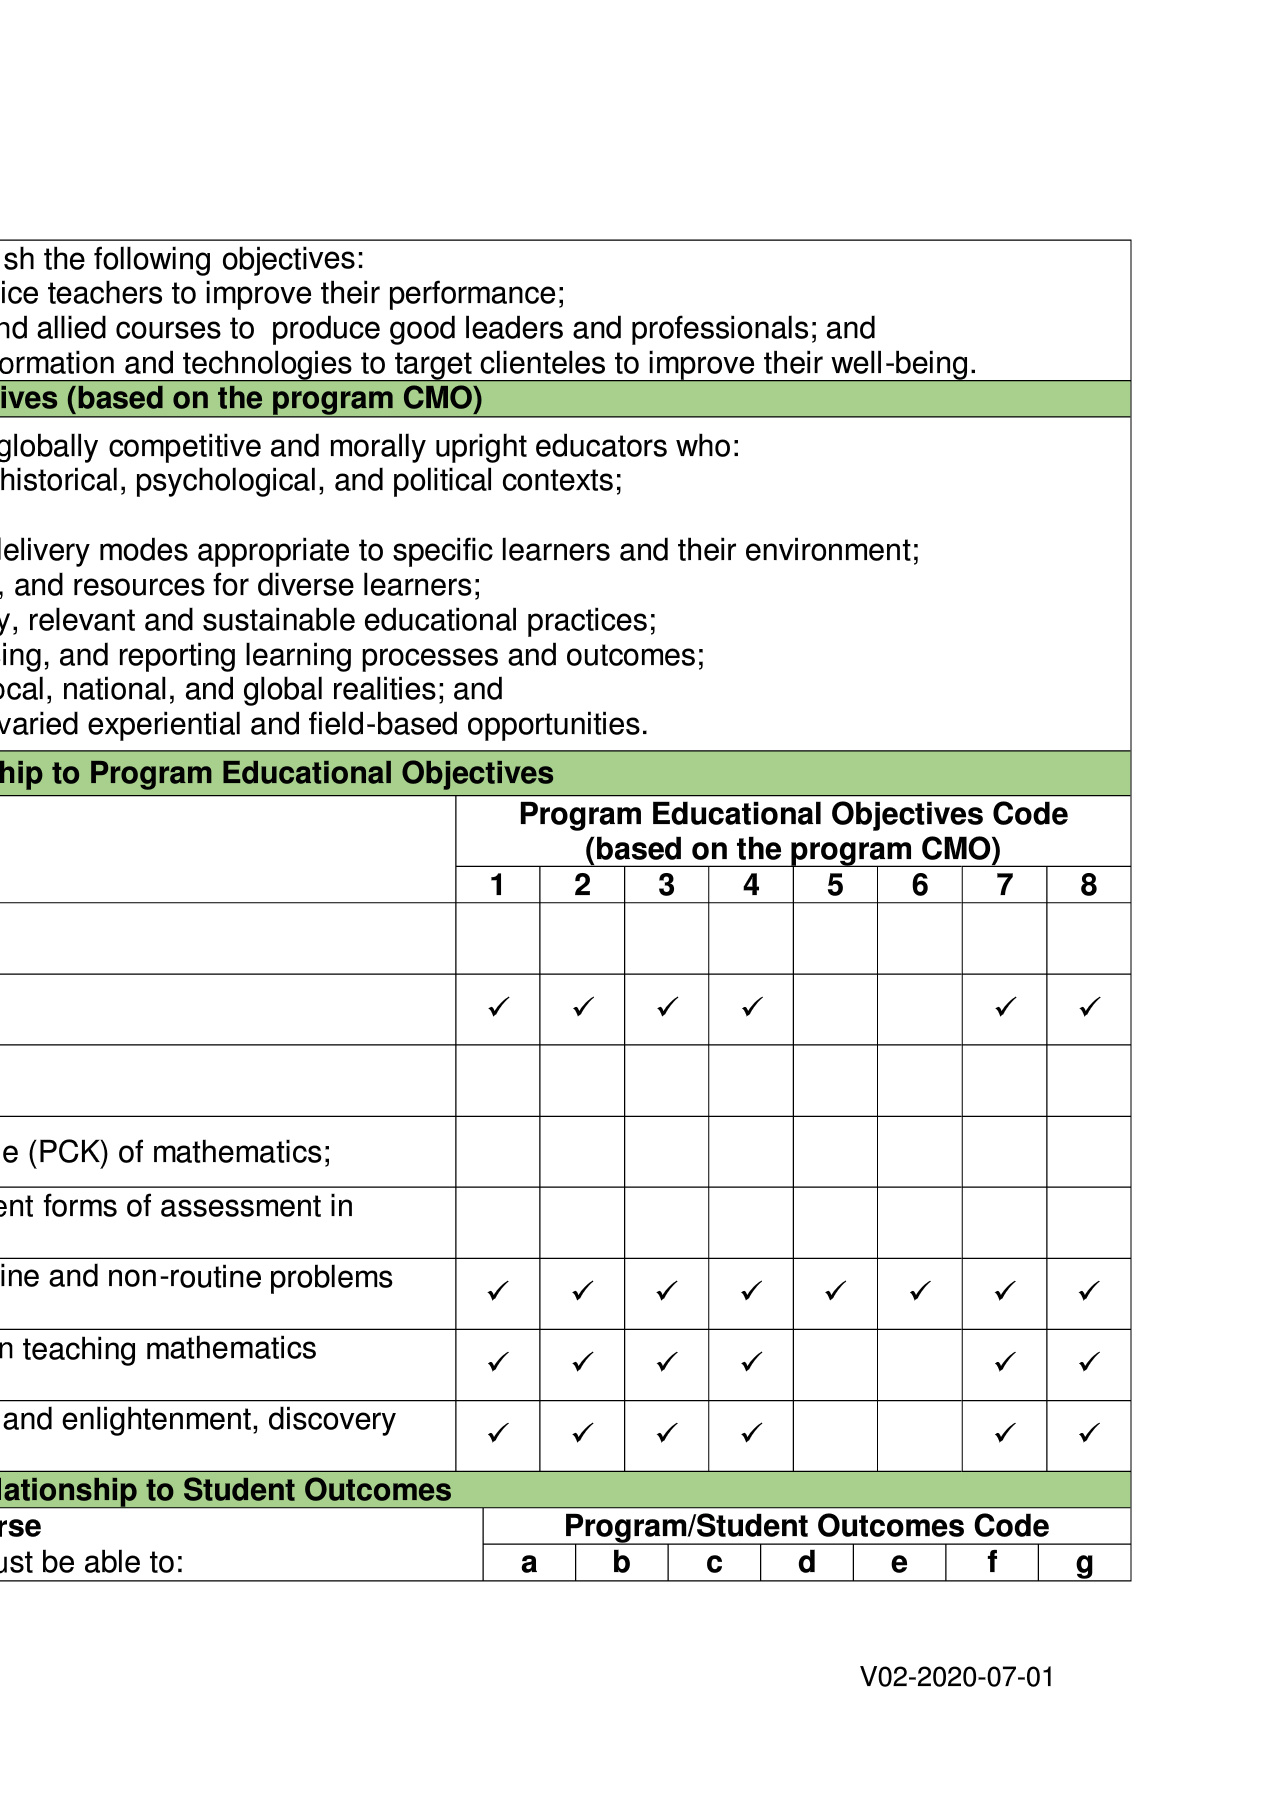 sh the following objectives:
ice teachers to improve their performance;
nd allied courses to produce good leaders and professionals; and
ormation and technologies to target clienteles to improve their well-being.
ives (based on the program CMO)
globally competitive and morally upright educators who:
historical, psychological, and political contexts;
delivery modes appropriate to specific learners and their environment;
, and resources for diverse learners;
y, relevant and sustainable educational practices;
ing, and reporting learning processes and outcomes;
ocal, national, and global realities; and
varied experiential and field-based opportunities.
hip to Program Educational Objectives
Program Educational Objectives Code
(based on the program CMO)
1 2 3 4 5 6 7 8
✓ ✓ ✓ ✓ ✓ ✓
e (PCK) of mathematics;
ent forms of assessment in
ine and non-routine problems
✓ ✓ ✓ ✓ ✓ ✓ ✓ ✓
n teaching mathematics
✓ ✓ ✓ ✓ ✓ ✓
and enlightenment, discovery
✓ ✓ ✓ ✓ ✓ ✓
lationship to Student Outcomes
rse
Program/Student Outcomes Code
ust be able to:
a b c d e f g
V02-2020-07-01